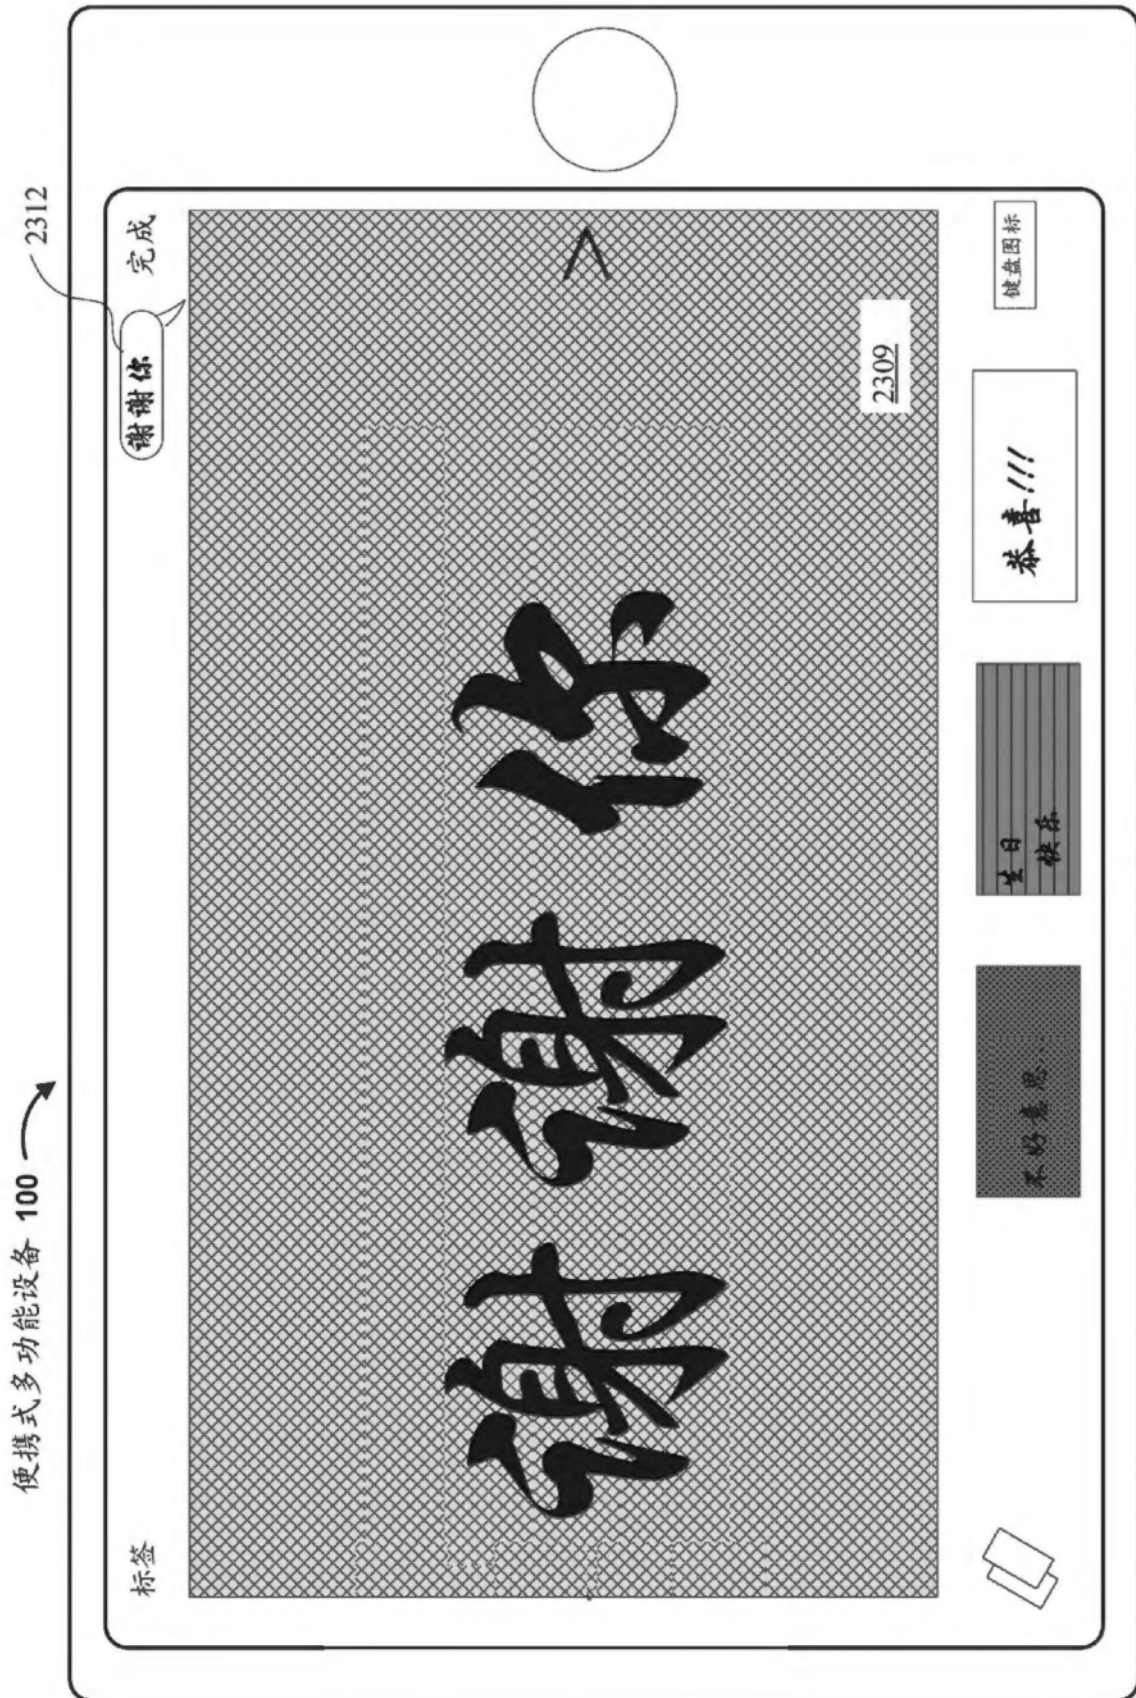 便携式多功能设备 100
2312
标签
谢谢你
完成
谢谢你
>
2309
不好意思...
生日
快乐
恭喜!!!
键盘图标